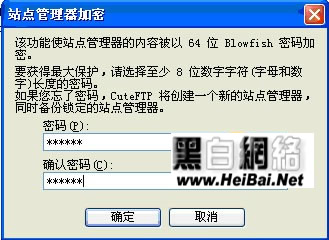 站点管理器加密
该功能使站点管理器的内容被以 64 位 Blowfish 密码加
密。
要获得最大保护，请选择至少 8 位数字字符(字母和数
字)长度的密码。
如果您忘了密码，CuteFTP 将创建一个新的站点管理器，
同时备份锁定的站点管理器。
密码(P):
******
确认密码(C):
******
黑白網络
www.HeiBai.Net
确定
取消